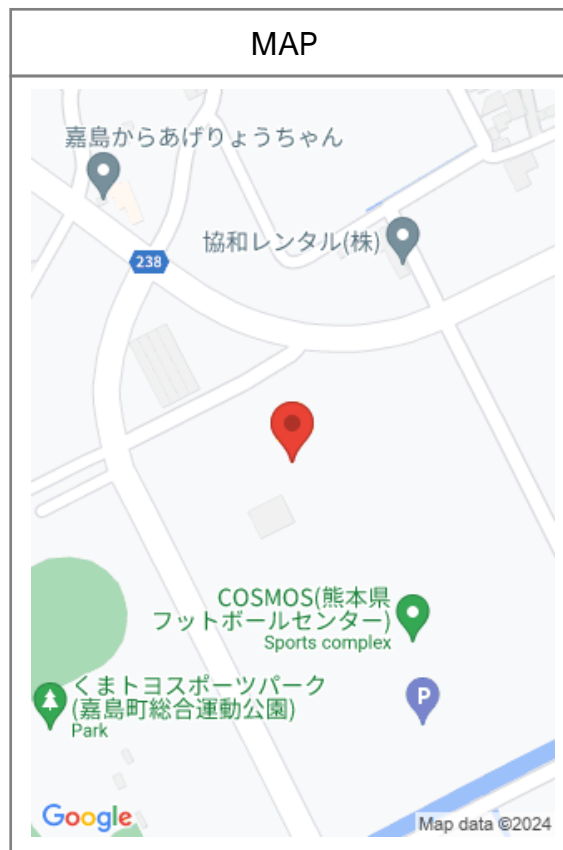 MAP
嘉島からあげりょうちゃん
協和レンタル(株)
238
COSMOS(熊本県
フットボールセンター)
Sports complex
くまトヨスポーツパーク
(嘉島町総合運動公園)
Park
P
Google
Map data ©2024